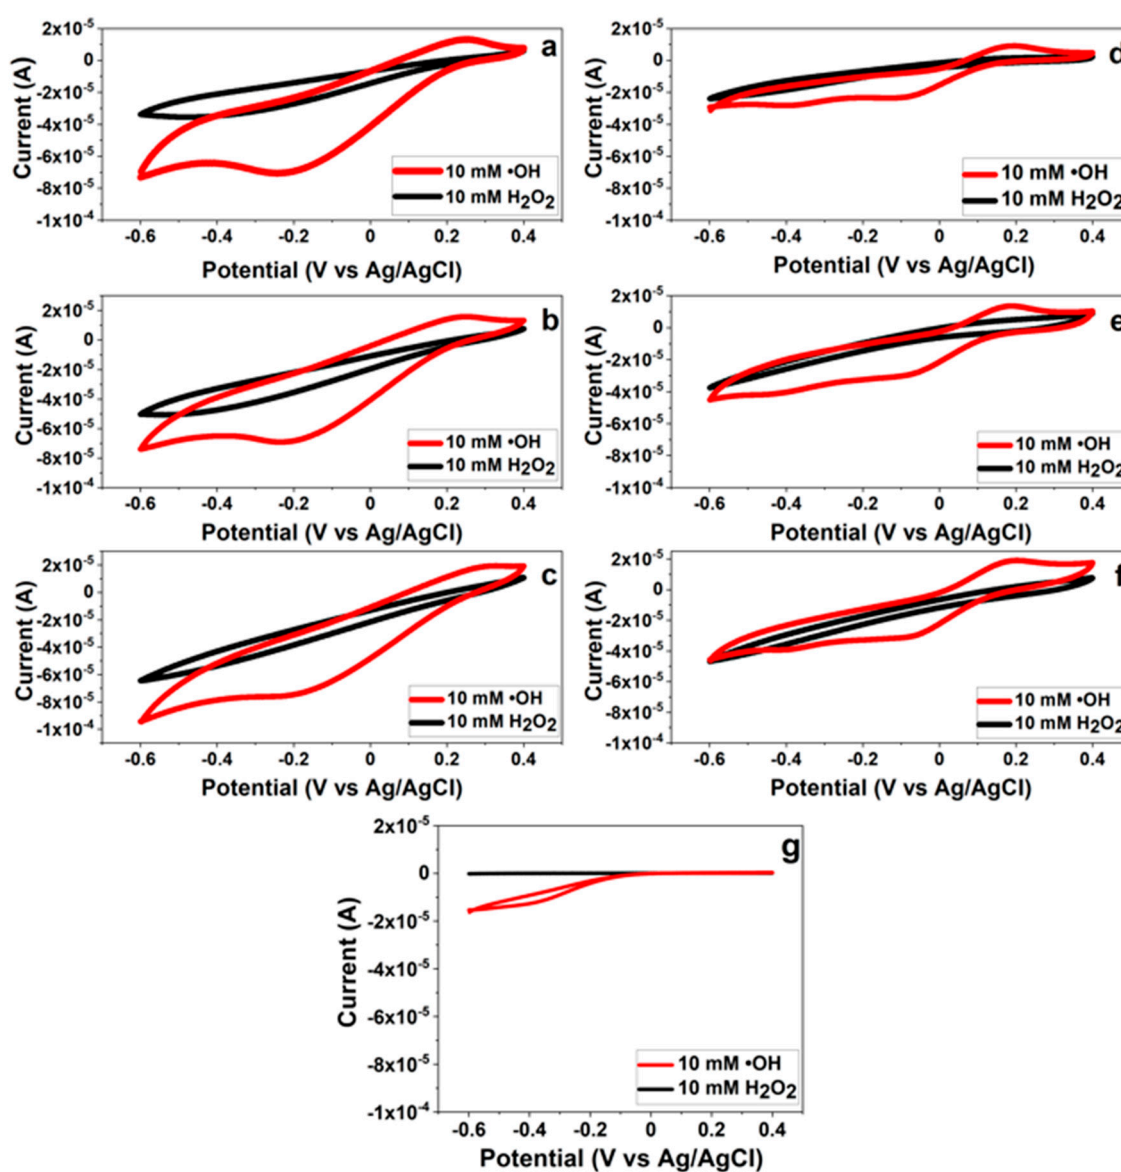 a
2x10⁻⁵
0
-2x10⁻⁵
-4x10⁻⁵
-6x10⁻⁵
-8x10⁻⁵
-1x10⁻⁴
Current (A)
10 mM •OH
10 mM H₂O₂
-0.6 -0.4 -0.2 0 0.2 0.4
Potential (V vs Ag/AgCl)
d
2x10⁻⁵
0
-2x10⁻⁵
-4x10⁻⁵
-6x10⁻⁵
-8x10⁻⁵
-1x10⁻⁴
Current (A)
10 mM •OH
10 mM H₂O₂
-0.6 -0.4 -0.2 0 0.2 0.4
Potential (V vs Ag/AgCl)
b
2x10⁻⁵
0
-2x10⁻⁵
-4x10⁻⁵
-6x10⁻⁵
-8x10⁻⁵
-1x10⁻⁴
Current (A)
10 mM •OH
10 mM H₂O₂
-0.6 -0.4 -0.2 0 0.2 0.4
Potential (V vs Ag/AgCl)
e
2x10⁻⁵
0
-2x10⁻⁵
-4x10⁻⁵
-6x10⁻⁵
-8x10⁻⁵
-1x10⁻⁴
Current (A)
10 mM •OH
10 mM H₂O₂
-0.6 -0.4 -0.2 0 0.2 0.4
Potential (V vs Ag/AgCl)
c
2x10⁻⁵
0
-2x10⁻⁵
-4x10⁻⁵
-6x10⁻⁵
-8x10⁻⁵
-1x10⁻⁴
Current (A)
10 mM •OH
10 mM H₂O₂
-0.6 -0.4 -0.2 0 0.2 0.4
Potential (V vs Ag/AgCl)
f
2x10⁻⁵
0
-2x10⁻⁵
-4x10⁻⁵
-6x10⁻⁵
-8x10⁻⁵
-1x10⁻⁴
Current (A)
10 mM •OH
10 mM H₂O₂
-0.6 -0.4 -0.2 0 0.2 0.4
Potential (V vs Ag/AgCl)
g
2x10⁻⁵
0
-2x10⁻⁵
-4x10⁻⁵
-6x10⁻⁵
-8x10⁻⁵
-1x10⁻⁴
Current (A)
10 mM •OH
10 mM H₂O₂
-0.6 -0.4 -0.2 0 0.2 0.4
Potential (V vs Ag/AgCl)